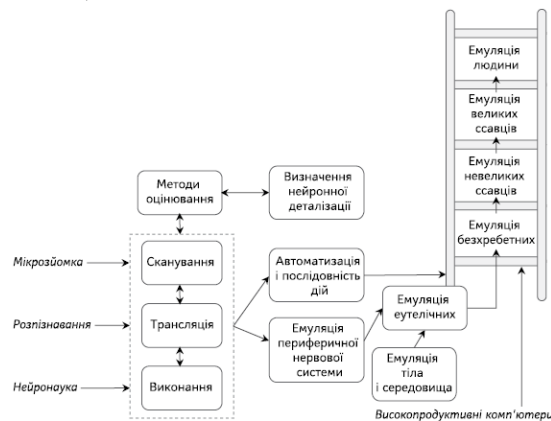 Емуляція
людини
Емуляція
великих
ссавців
Емуляція
невеликих
ссавців
Емуляція
безхребетних
Методи
оцінювання
Визначення
нейронної
деталізації
Мікрозйомка
Сканування
Автоматизація
і послідовність
дій
Розпізнавання
Трансляція
Емуляція
периферичної
нервової
системи
Емуляція
еутелічних
Емуляція
тіла
і середовища
Нейронаука
Виконання
Високопродуктивні комп'ютери